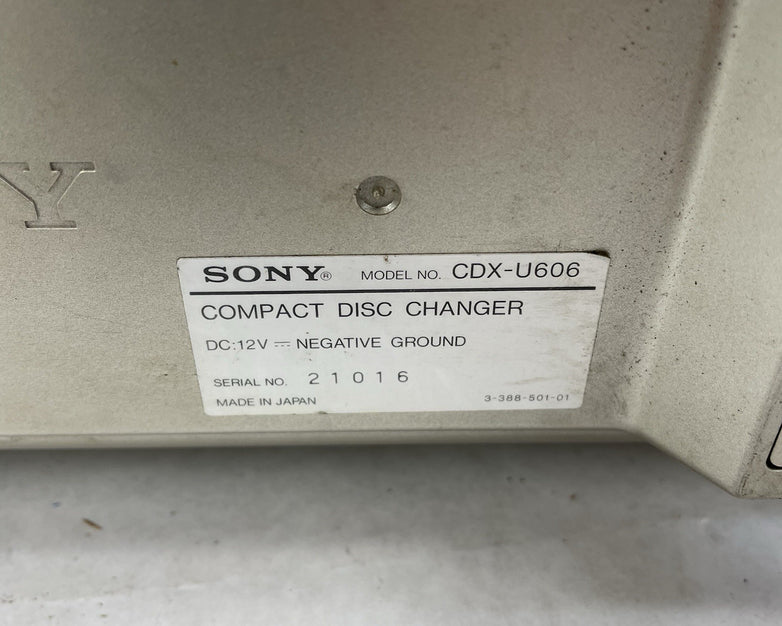 Y
SONY® MODEL NO. CDX-U606
COMPACT DISC CHANGER
DC:12V ⎓ NEGATIVE GROUND
SERIAL NO. 21016
MADE IN JAPAN 3-388-501-01